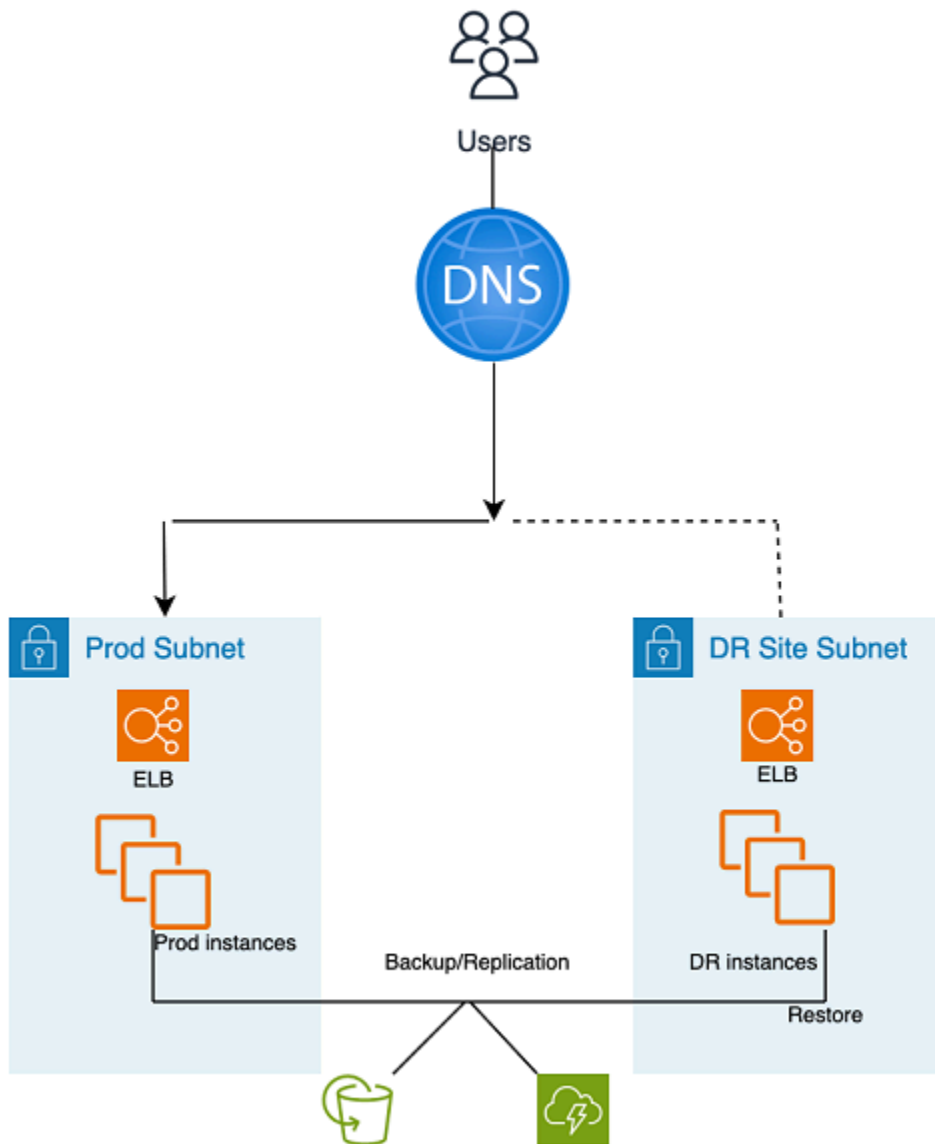 Users
DNS
Prod Subnet
DR Site Subnet
ELB
ELB
Prod instances
Backup/Replication
DR instances
Restore